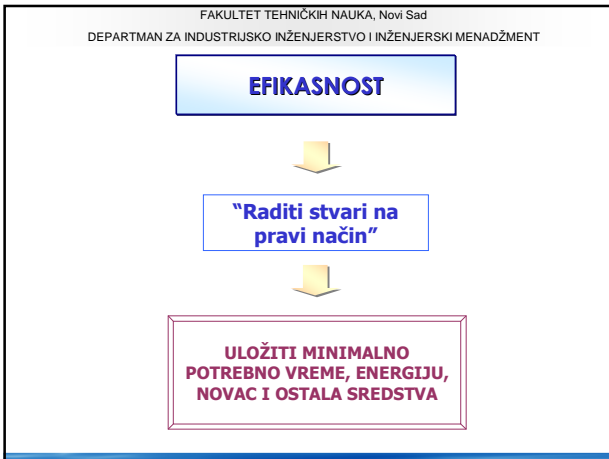 FAKULTET TEHNIČKIH NAUKA, Novi Sad
DEPARTMAN ZA INDUSTRIJSKO INŽENJERSTVO I INŽENJERSKI MENADŽMENT
EFIKASNOST
“Raditi stvari na
pravi način”
ULOŽITI MINIMALNO
POTREBNO VREME, ENERGIJU,
NOVAC I OSTALA SREDSTVA